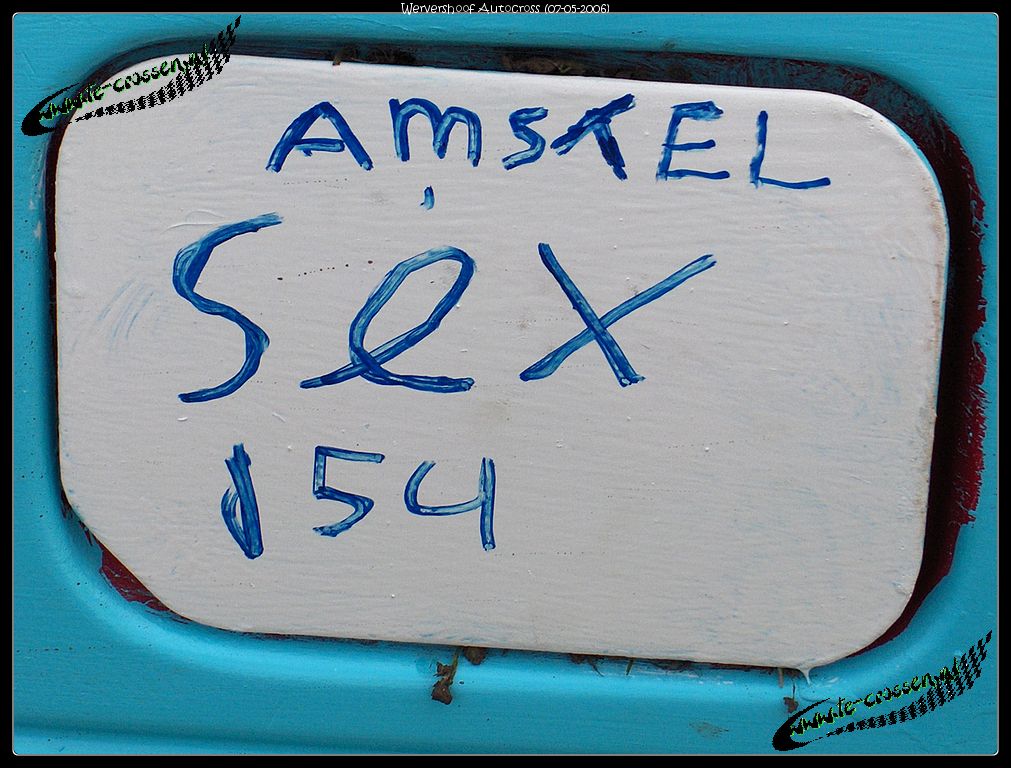 Wervershoof Autocross (07-05-2006)
www.te-crossen.nl
AmSTEL
Sex
154
www.te-crossen.nl